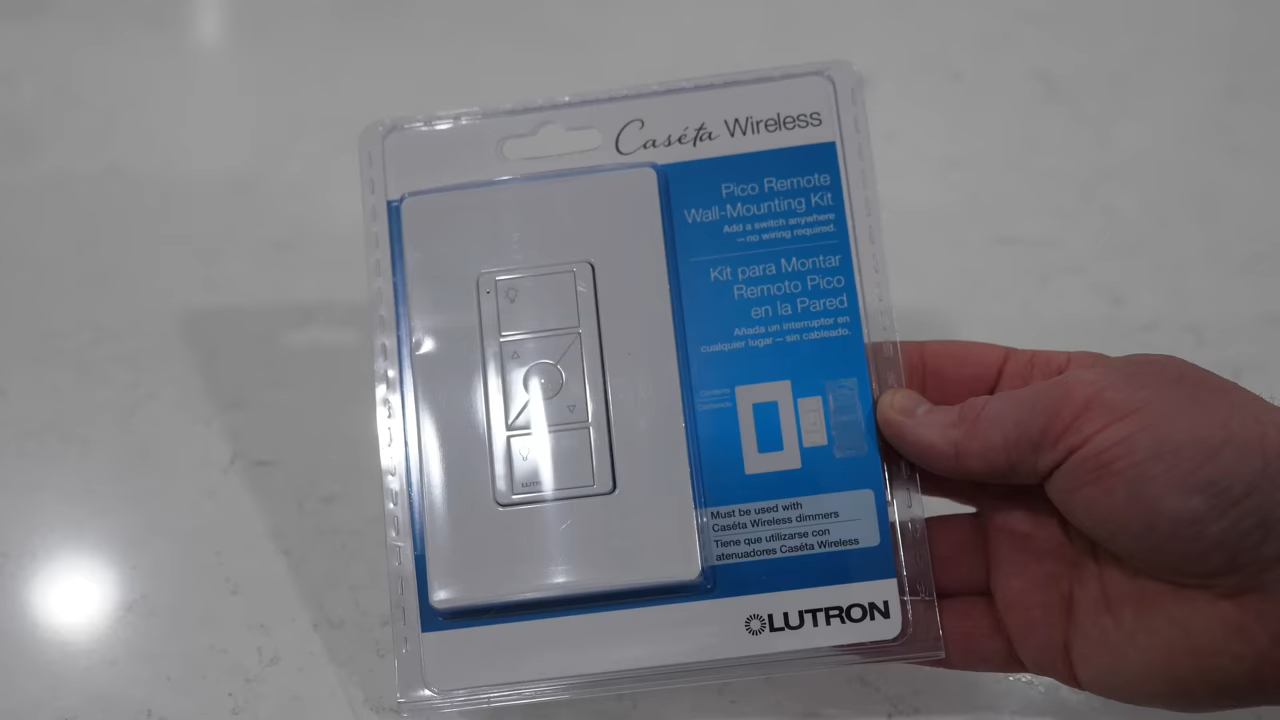 Caséta Wireless
Pico Remote
Wall-Mounting Kit
Add a switch anywhere
– no wiring required.
Kit para Montar
Remoto Pico
en la Pared
Añada un interruptor en
cualquier lugar – sin cableado.
Contains
Contenido
Must be used with
Caséta Wireless dimmers
Tiene que utilizarse con
atenuadores Caséta Wireless
LUTRON